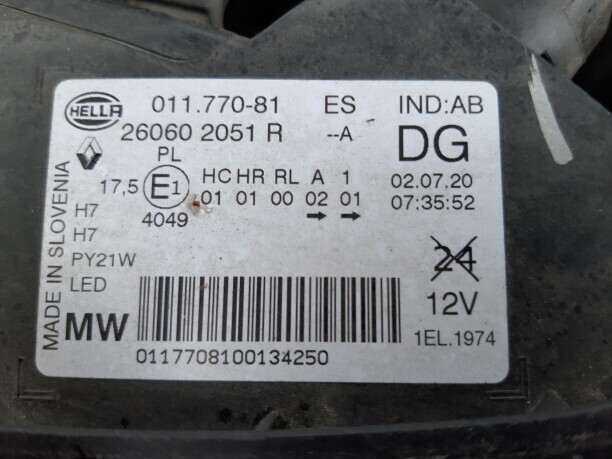 HELLA 011.770-81 ES IND:AB
26060 2051 R --A DG
PL
17,5 E1 HC HR RL A 1 02.07.20
01 01 00 02 01 07:35:52
4049
H7
H7
PY21W
LED
24
12V
MW
1EL.1974
0117708100134250
MADE IN SLOVENIA